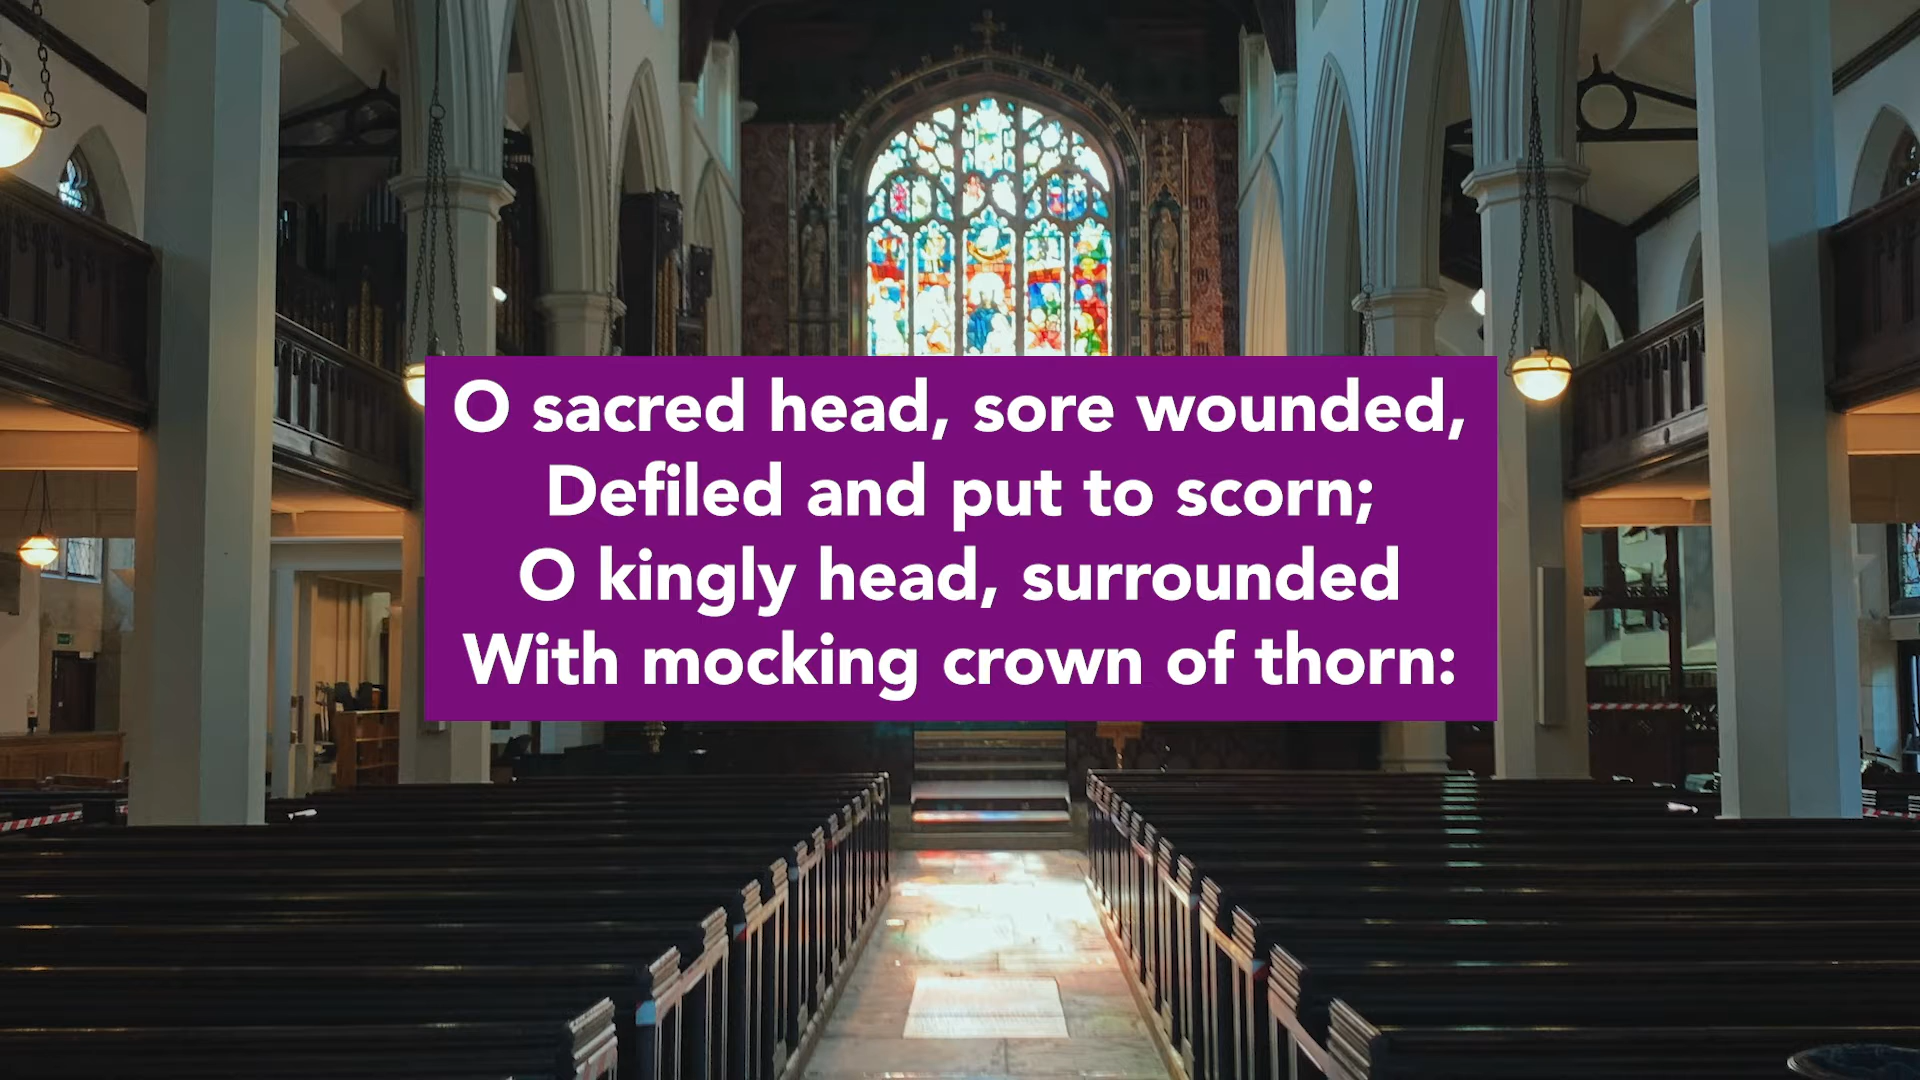 O sacred head, sore wounded,
Defiled and put to scorn;
O kingly head, surrounded
With mocking crown of thorn: